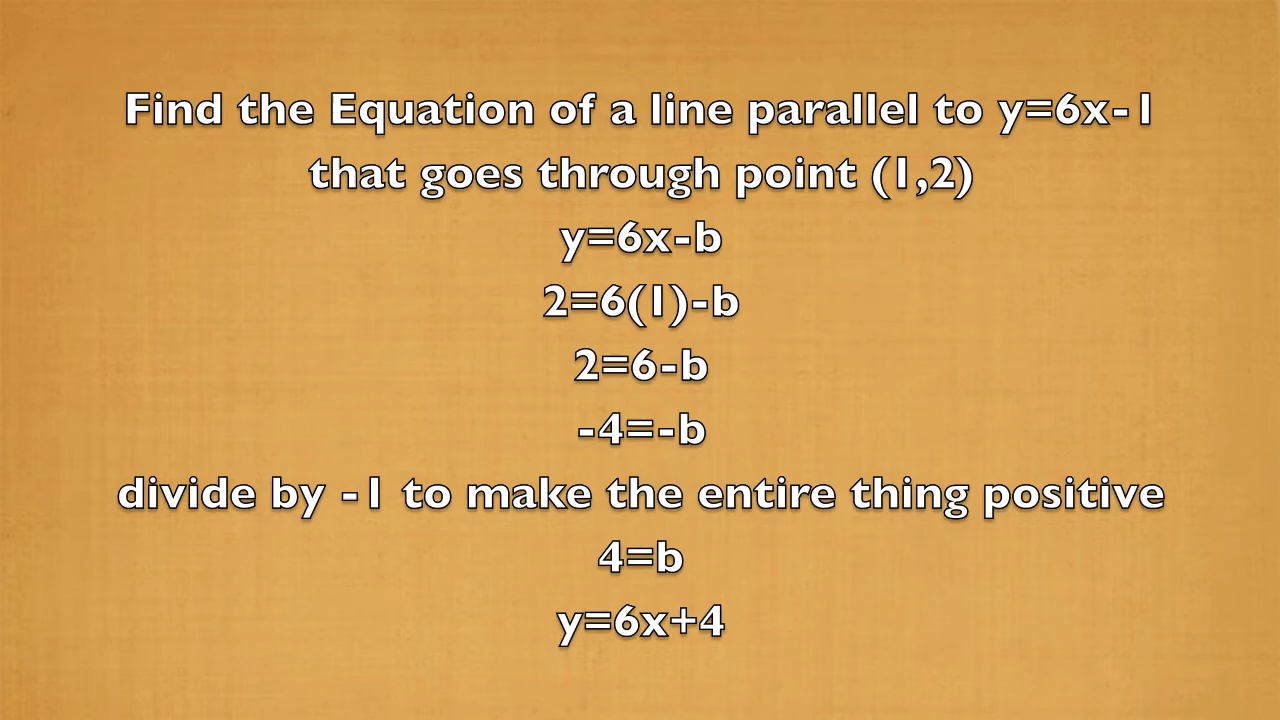 Find the Equation of a line parallel to y=6x-1
that goes through point (1,2)
y=6x-b
2=6(1)-b
2=6-b
-4=-b
divide by -1 to make the entire thing positive
4=b
y=6x+4